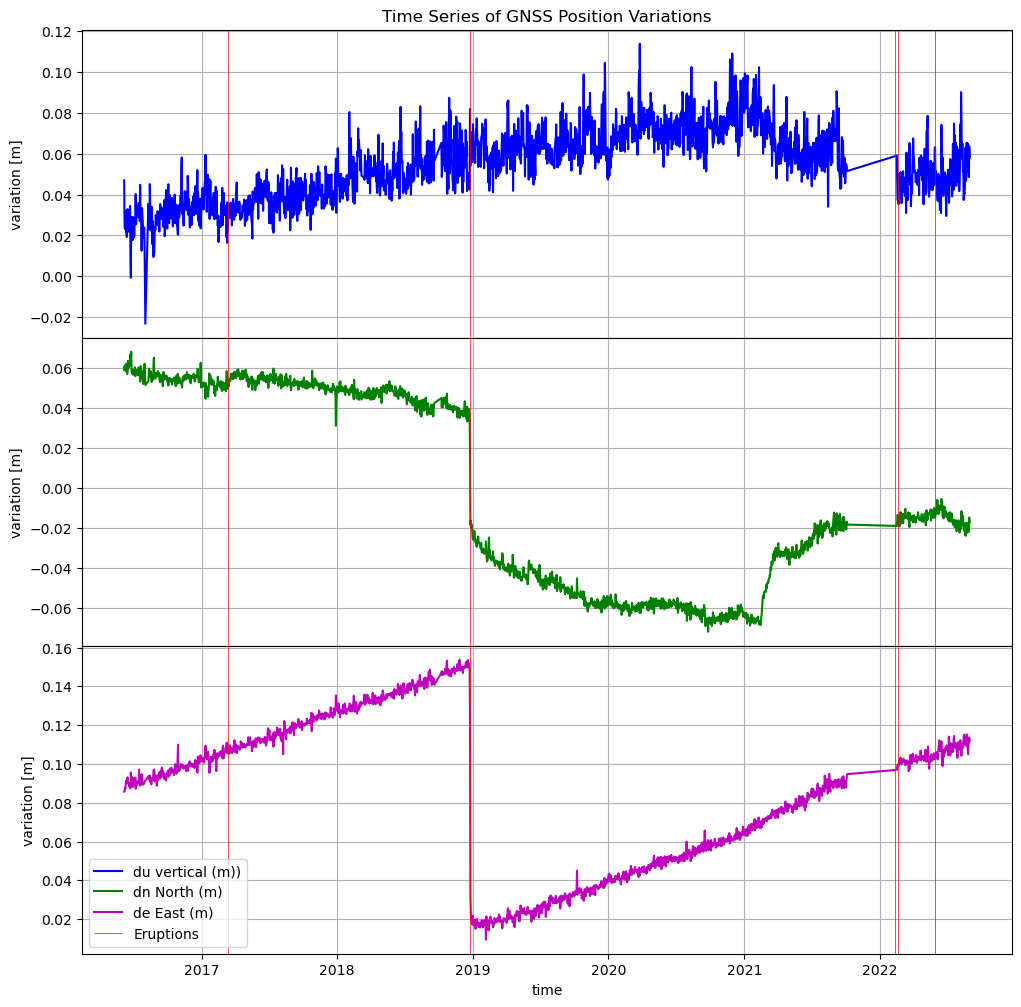 Time Series of GNSS Position Variations
0.12
0.10
0.08
0.06
0.04
0.02
0.00
−0.02
variation [m]
0.06
0.04
0.02
0.00
−0.02
−0.04
−0.06
variation [m]
0.16
0.14
0.12
0.10
0.08
0.06
0.04
0.02
variation [m]
du vertical (m))
dn North (m)
de East (m)
Eruptions
2017 2018 2019 2020 2021 2022
time